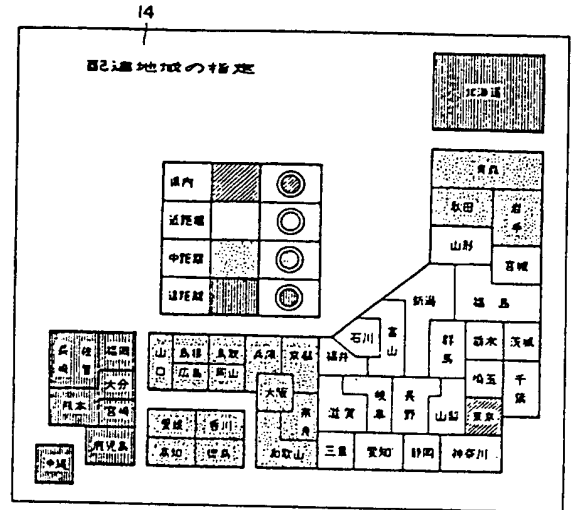 14
配達地域の指定
北海道
県内
近距離
中距離
遠距離
青森
秋田
岩手
山形
宮城
新潟
福島
石川
富山
群馬
栃木
茨城
福井
埼玉
千葉
長崎
佐賀
福岡
大分
熊本
宮崎
鹿児島
沖縄
山口
島根
鳥取
兵庫
京都
広島
岡山
大阪
奈良
和歌山
愛媛
香川
高知
徳島
滋賀
岐阜
長野
山梨
東京
三重
愛知
静岡
神奈川